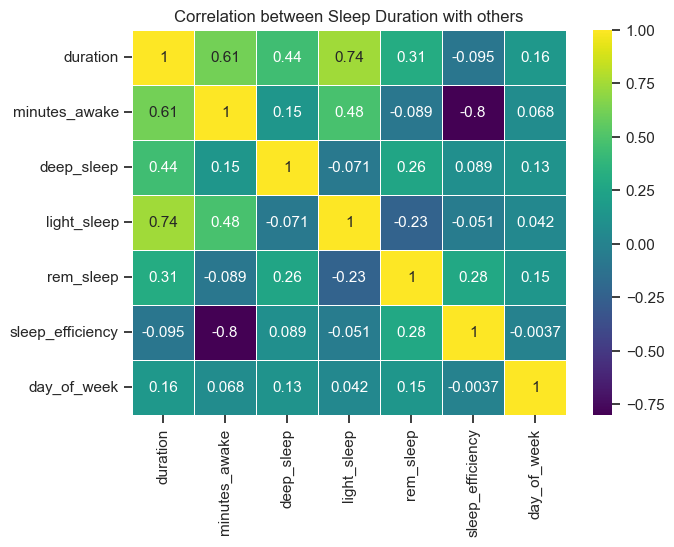 Correlation between Sleep Duration with others
duration 1 0.61 0.44 0.74 0.31 -0.095 0.16
minutes_awake 0.61 1 0.15 0.48 -0.089 -0.8 0.068
deep_sleep 0.44 0.15 1 -0.071 0.26 0.089 0.13
light_sleep 0.74 0.48 -0.071 1 -0.23 -0.051 0.042
rem_sleep 0.31 -0.089 0.26 -0.23 1 0.28 0.15
sleep_efficiency -0.095 -0.8 0.089 -0.051 0.28 1 -0.0037
day_of_week 0.16 0.068 0.13 0.042 0.15 -0.0037 1
duration
minutes_awake
deep_sleep
light_sleep
rem_sleep
sleep_efficiency
day_of_week
1.00
0.75
0.50
0.25
0.00
−0.25
−0.50
−0.75